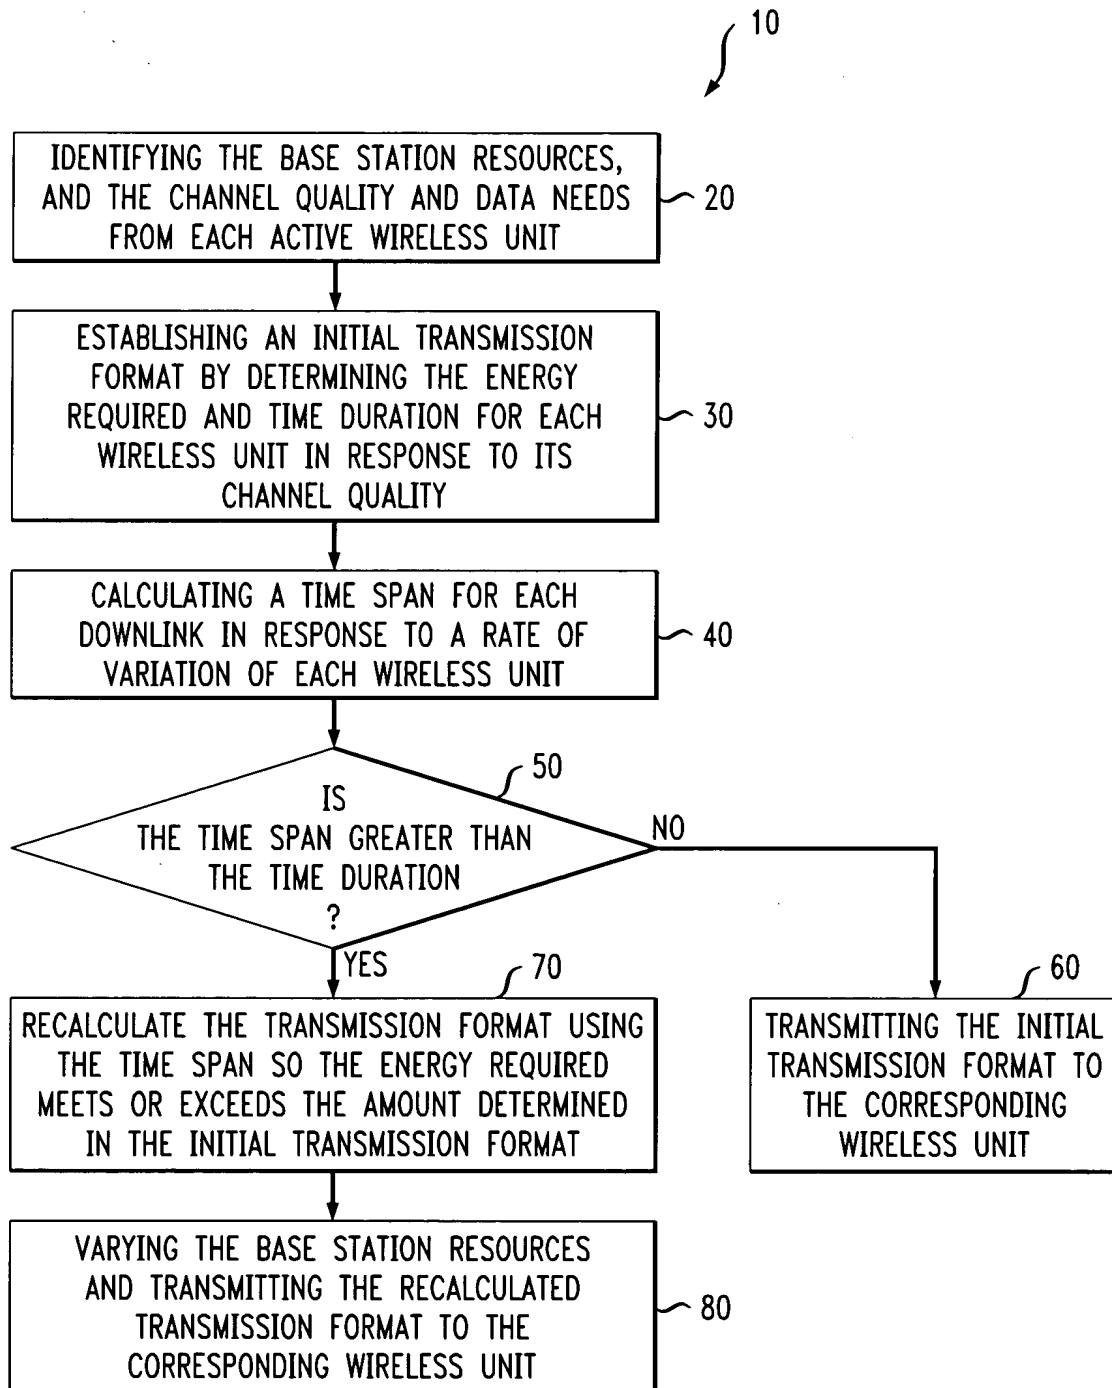 10
IDENTIFYING THE BASE STATION RESOURCES,
AND THE CHANNEL QUALITY AND DATA NEEDS
FROM EACH ACTIVE WIRELESS UNIT
20
ESTABLISHING AN INITIAL TRANSMISSION
FORMAT BY DETERMINING THE ENERGY
REQUIRED AND TIME DURATION FOR EACH
WIRELESS UNIT IN RESPONSE TO ITS
CHANNEL QUALITY
30
CALCULATING A TIME SPAN FOR EACH
DOWNLINK IN RESPONSE TO A RATE OF
VARIATION OF EACH WIRELESS UNIT
40
50
IS
THE TIME SPAN GREATER THAN
THE TIME DURATION
?
NO
YES
70
RECALCULATE THE TRANSMISSION FORMAT USING
THE TIME SPAN SO THE ENERGY REQUIRED
MEETS OR EXCEEDS THE AMOUNT DETERMINED
IN THE INITIAL TRANSMISSION FORMAT
60
TRANSMITTING THE INITIAL
TRANSMISSION FORMAT TO
THE CORRESPONDING
WIRELESS UNIT
VARYING THE BASE STATION RESOURCES
AND TRANSMITTING THE RECALCULATED
TRANSMISSION FORMAT TO THE
CORRESPONDING WIRELESS UNIT
80